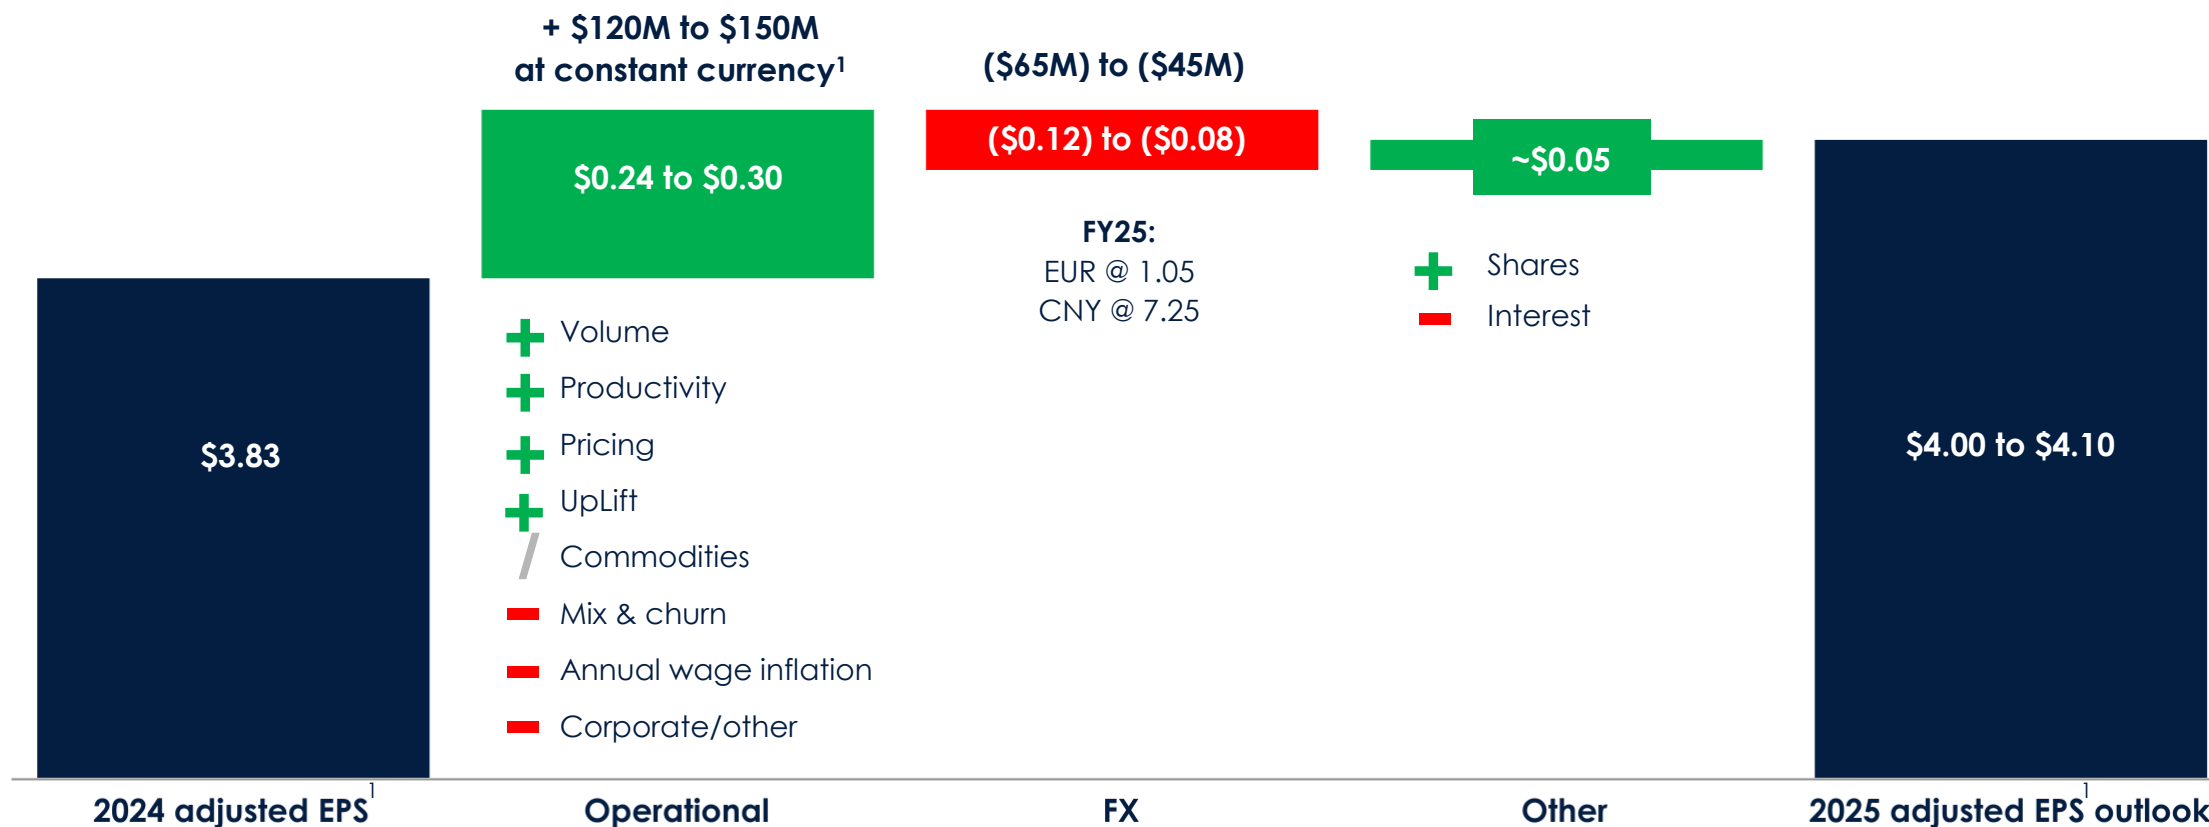 + $120M to $150M
at constant currency¹
($65M) to ($45M)
$0.24 to $0.30
($0.12) to ($0.08)
~$0.05
FY25:
EUR @ 1.05
CNY @ 7.25
+ Shares
− Interest
+ Volume
+ Productivity
+ Pricing
+ UpLift
/ Commodities
− Mix & churn
− Annual wage inflation
− Corporate/other
$3.83
$4.00 to $4.10
2024 adjusted EPS¹
Operational
FX
Other
2025 adjusted EPS¹ outlook